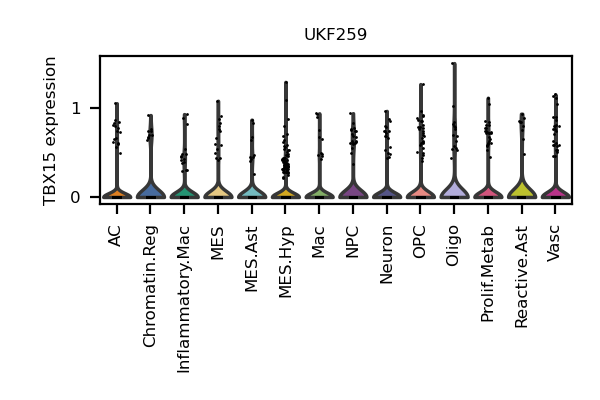 UKF259
TBX15 expression
1
0
AC
Chromatin.Reg
Inflammatory.Mac
MES
MES.Ast
MES.Hyp
Mac
NPC
Neuron
OPC
Oligo
Prolif.Metab
Reactive.Ast
Vasc